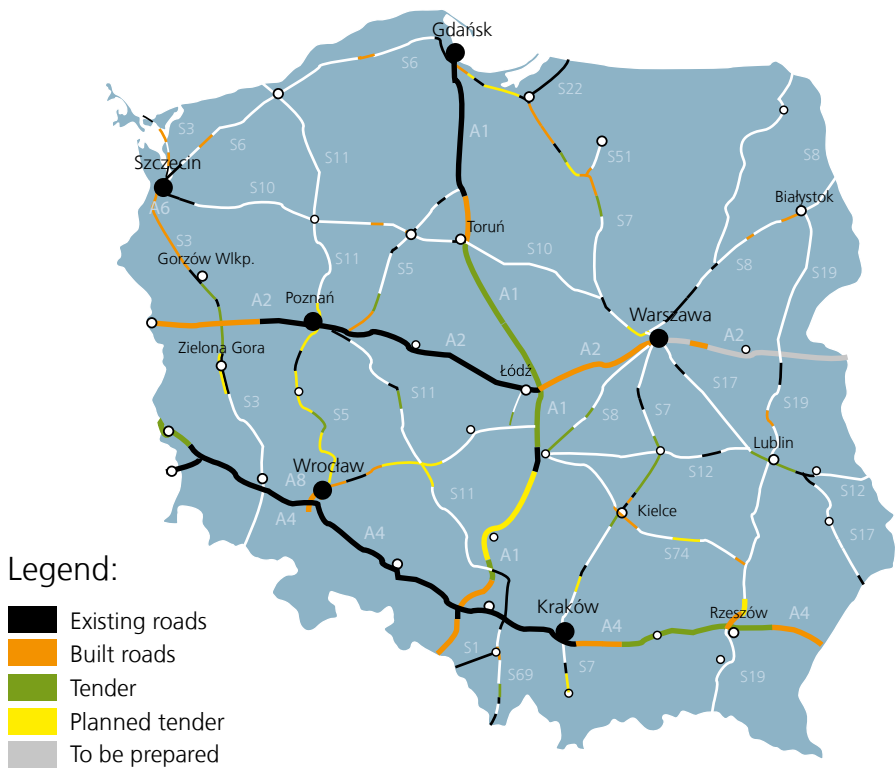 Gdańsk
S6
S22
A1
S3
S6
S11
S51
S8
Szczecin
S10
A6
S7
Białystok
Toruń
S3
S10
S8
S19
Gorzów Wlkp.
S11
S5
A2
Poznań
A1
Warszawa
A2
A2
A2
Zielona Gora
Łódź
S17
S3
S11
S5
A1
S8
S7
S19
Lublin
Wrocław
S12
A8
S11
S12
A4
Kielce
S17
A4
A1
S74
Kraków
Rzeszów
A4
A4
S1
S7
S69
S19
Legend:
Existing roads
Built roads
Tender
Planned tender
To be prepared